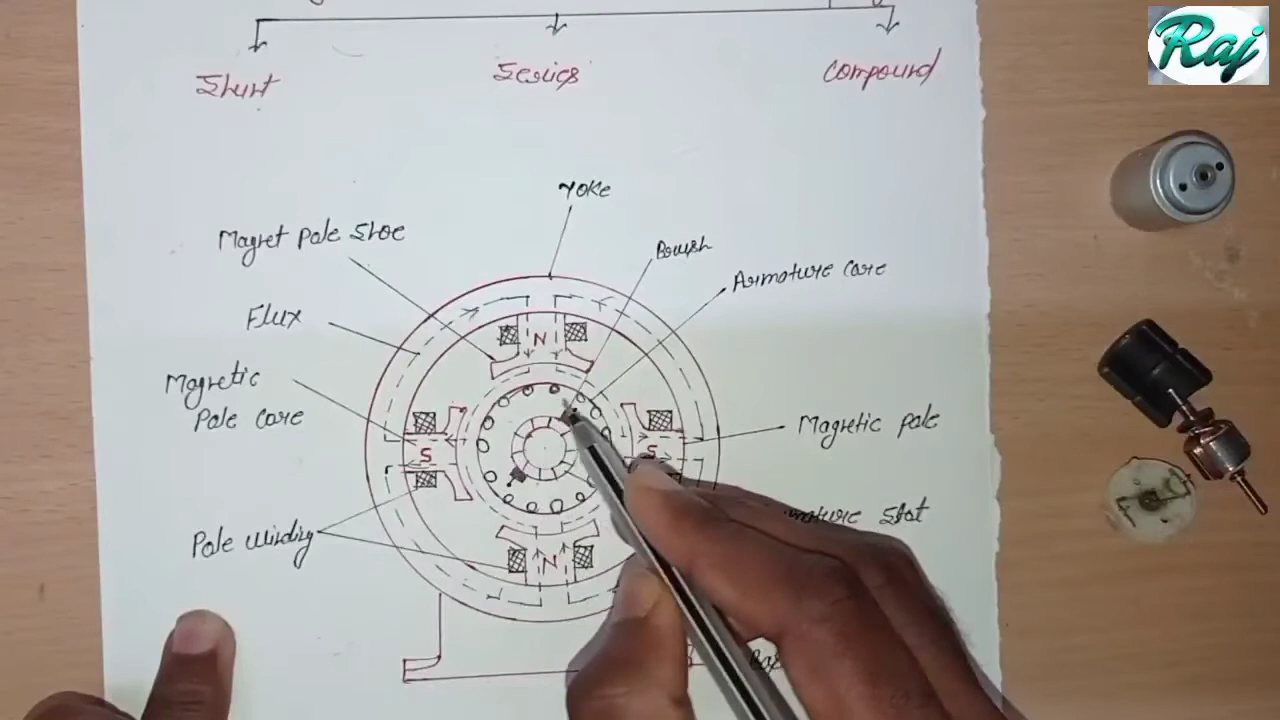 Raj
Shunt
Series
Compound
Yoke
Magnet Pole Shoe
Brush
Armature core
Flux
Magnetic
Pole core
N
Magnetic pole
S
S
Pole winding
slot
N